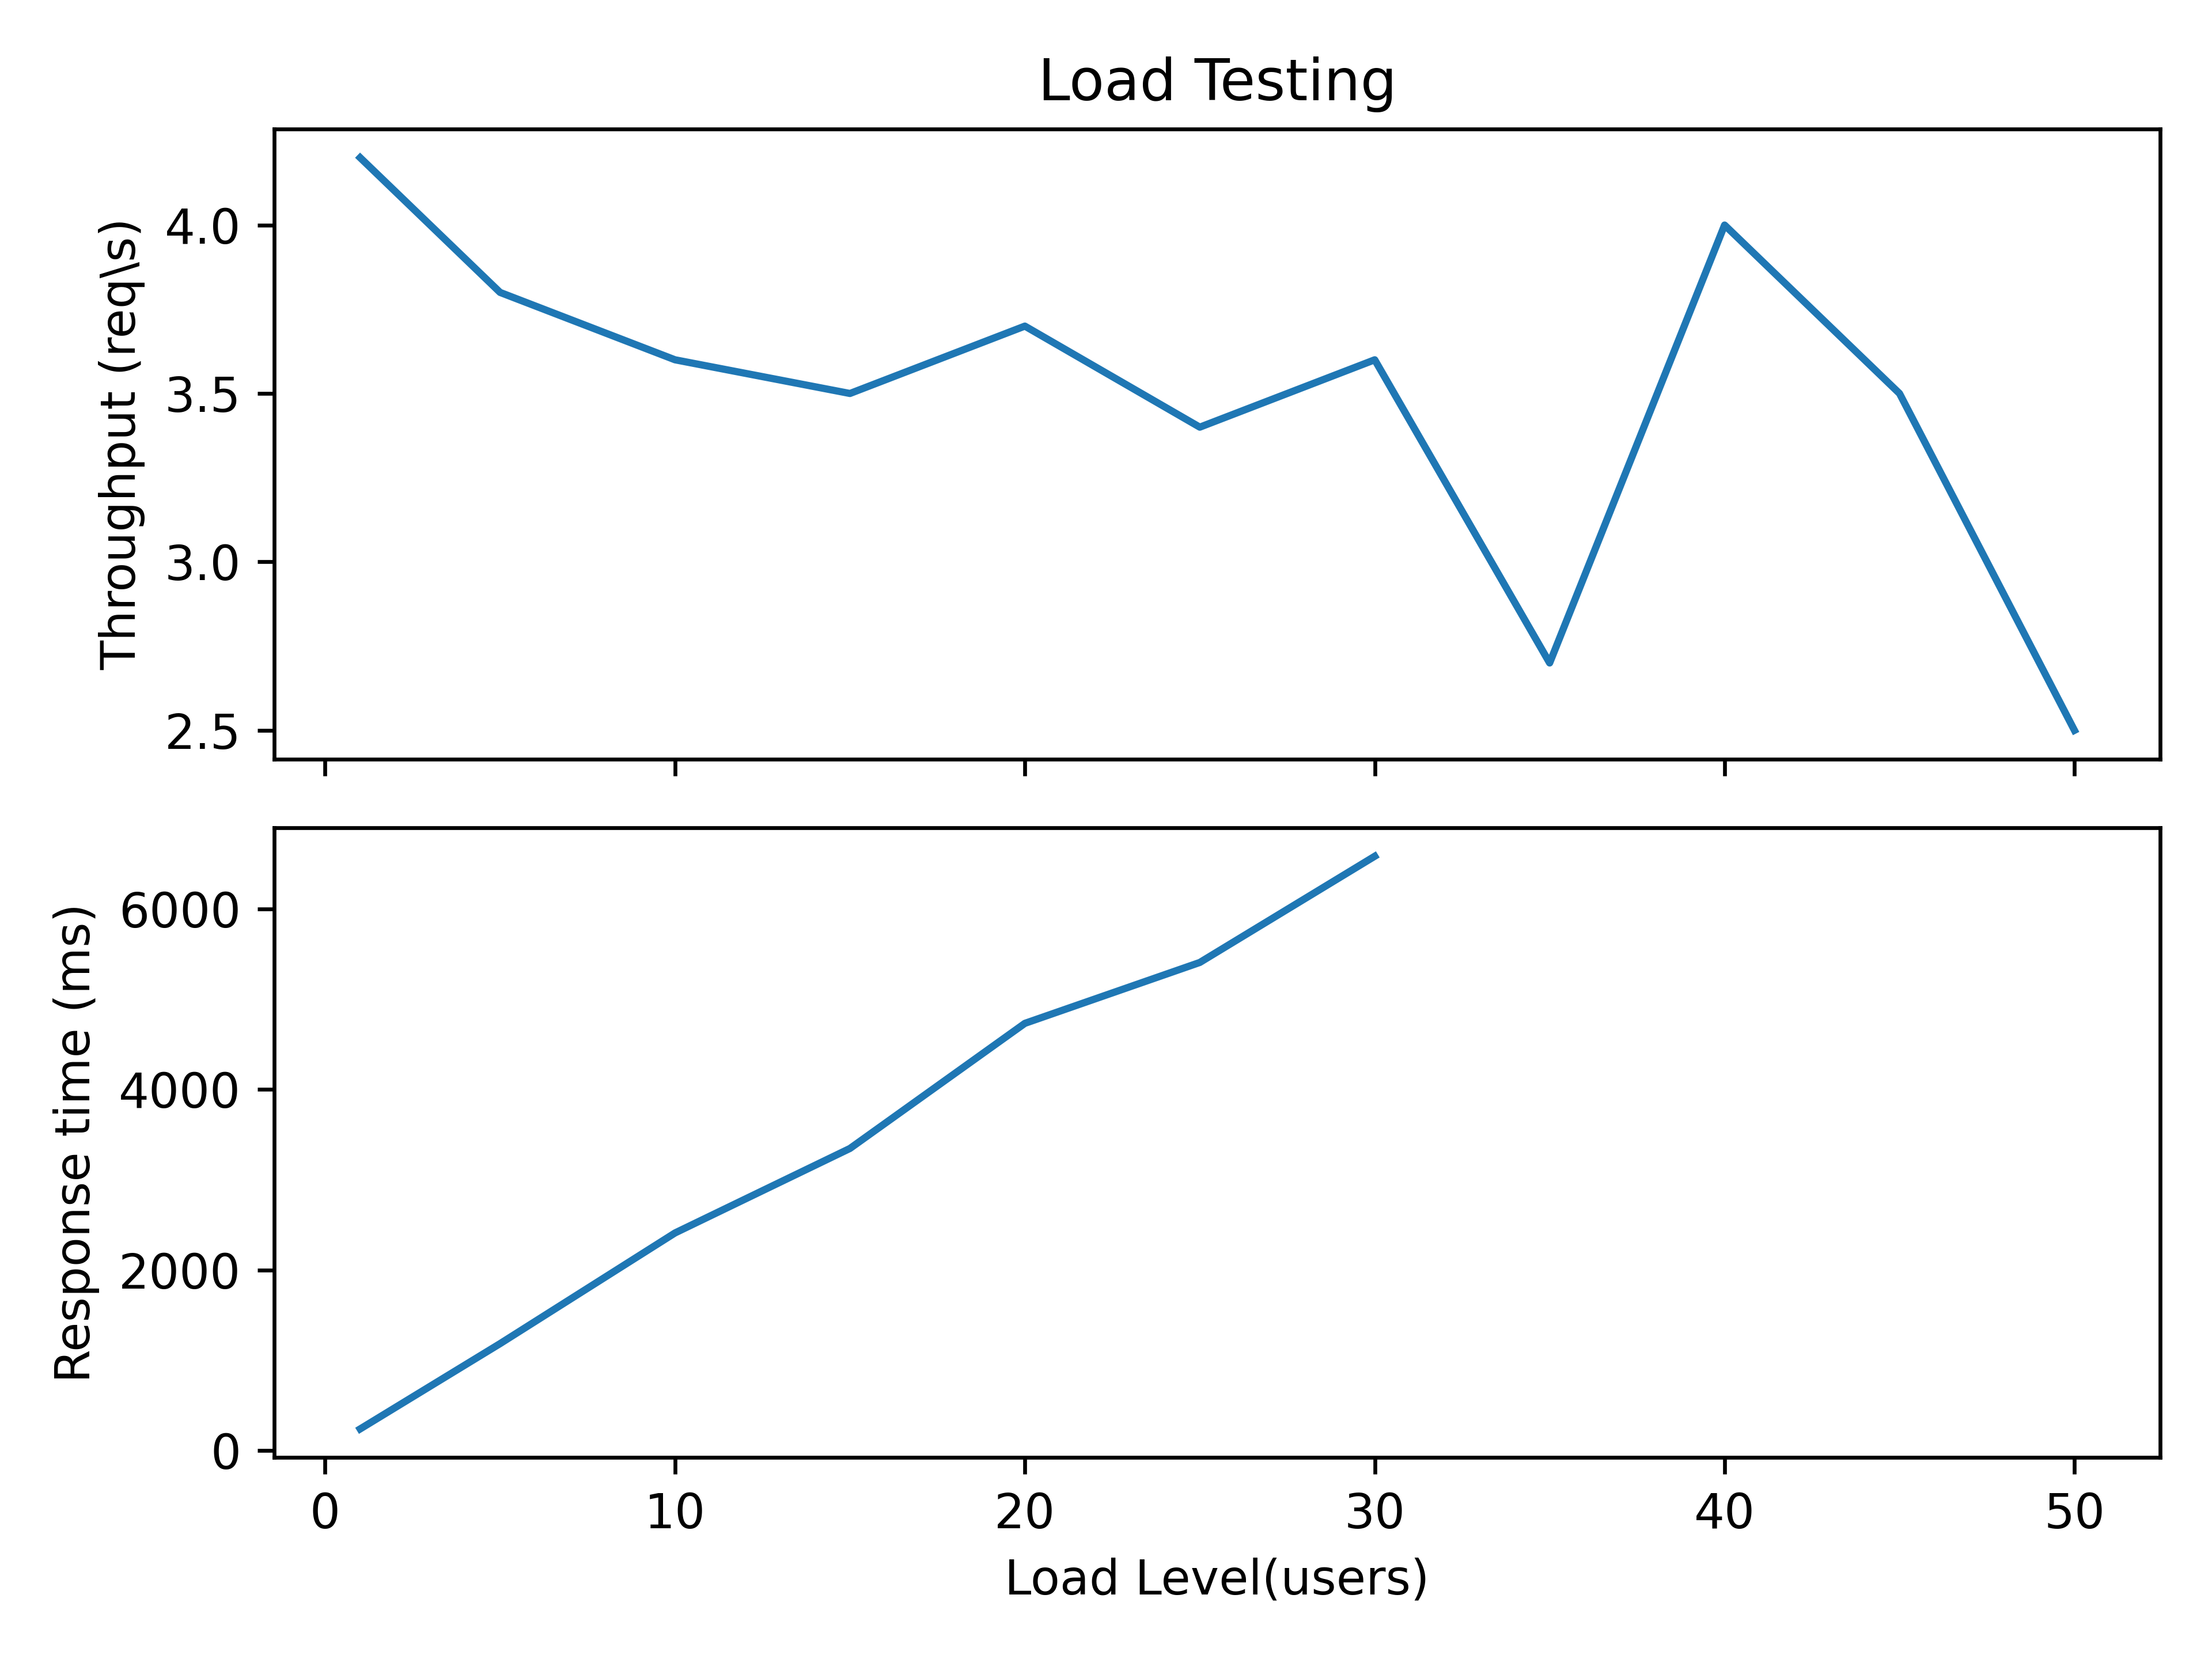 Load Testing
Throughput (req\s)
4.0
3.5
3.0
2.5
Response time (ms)
6000
4000
2000
0
0 10 20 30 40 50
Load Level(users)